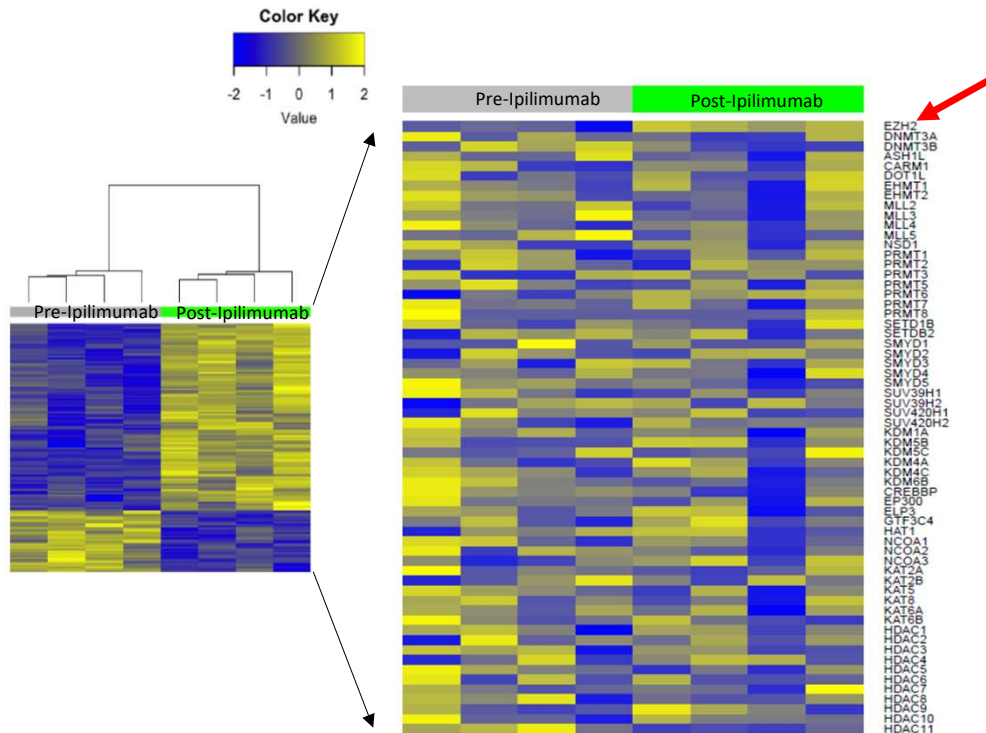 Color Key
-2 -1 0 1 2
Value
Pre-Ipilimumab Post-Ipilimumab
Pre-Ipilimumab Post-Ipilimumab
EZH2
DNMT3A
DNMT3B
ASH1L
CARM1
DOT1L
EHMT1
EHMT2
MLL2
MLL3
MLL4
MLL5
NSD1
PRMT1
PRMT2
PRMT3
PRMT5
PRMT6
PRMT7
PRMT8
SETD1B
SETDB2
SMYD1
SMYD2
SMYD3
SMYD4
SMYD5
SUV39H1
SUV39H2
SUV420H1
SUV420H2
KDM1A
KDM5B
KDM5C
KDM4A
KDM4C
KDM6B
CREBBP
EP300
ELP3
GTF3C4
HAT1
NCOA1
NCOA2
NCOA3
KAT2A
KAT2B
KAT5
KAT8
KAT6A
KAT6B
HDAC1
HDAC2
HDAC3
HDAC4
HDAC5
HDAC6
HDAC7
HDAC8
HDAC9
HDAC10
HDAC11